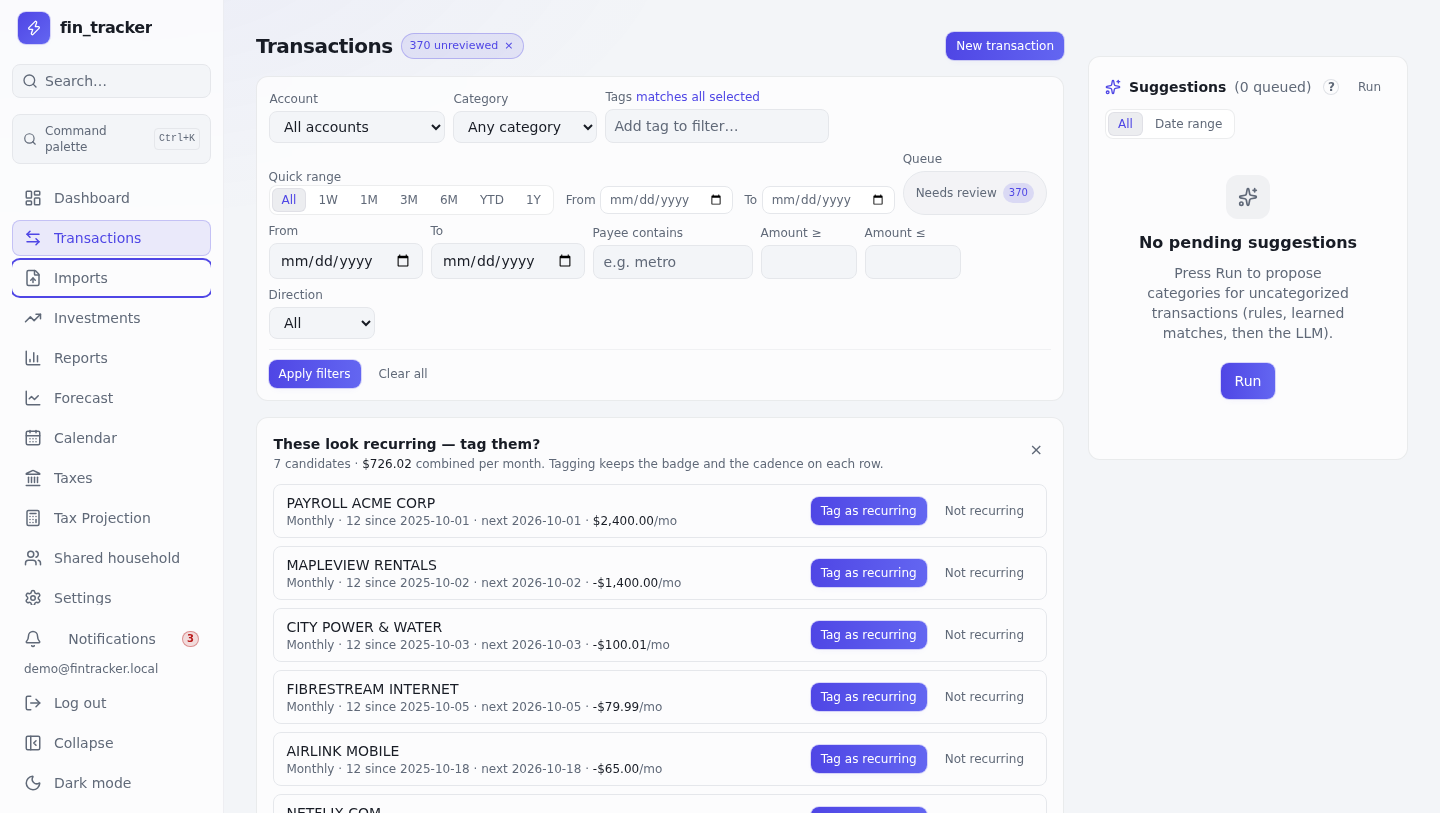 fin_tracker
Search…
Command palette Ctrl+K
Dashboard
Transactions
Imports
Investments
Reports
Forecast
Calendar
Taxes
Tax Projection
Shared household
Settings
Notifications 3
demo@fintracker.local
Log out
Collapse
Dark mode
Transactions 370 unreviewed ×
New transaction
Account
All accounts
Category
Any category
Tags matches all selected
Add tag to filter…
Quick range
All 1W 1M 3M 6M YTD 1Y
From mm/dd/yyyy To mm/dd/yyyy
Queue
Needs review 370
From
mm/dd/yyyy
To
mm/dd/yyyy
Payee contains
e.g. metro
Amount ≥
Amount ≤
Direction
All
Apply filters Clear all
These look recurring — tag them?
7 candidates · $726.02 combined per month. Tagging keeps the badge and the cadence on each row.
×
PAYROLL ACME CORP
Monthly · 12 since 2025-10-01 · next 2026-10-01 · $2,400.00/mo
Tag as recurring Not recurring
MAPLEVIEW RENTALS
Monthly · 12 since 2025-10-02 · next 2026-10-02 · -$1,400.00/mo
Tag as recurring Not recurring
CITY POWER & WATER
Monthly · 12 since 2025-10-03 · next 2026-10-03 · -$100.01/mo
Tag as recurring Not recurring
FIBRESTREAM INTERNET
Monthly · 12 since 2025-10-05 · next 2026-10-05 · -$79.99/mo
Tag as recurring Not recurring
AIRLINK MOBILE
Monthly · 12 since 2025-10-18 · next 2026-10-18 · -$65.00/mo
Tag as recurring Not recurring
NETFLIX.COM
Suggestions (0 queued) ? Run
All Date range
No pending suggestions
Press Run to propose
categories for uncategorized
transactions (rules, learned
matches, then the LLM).
Run